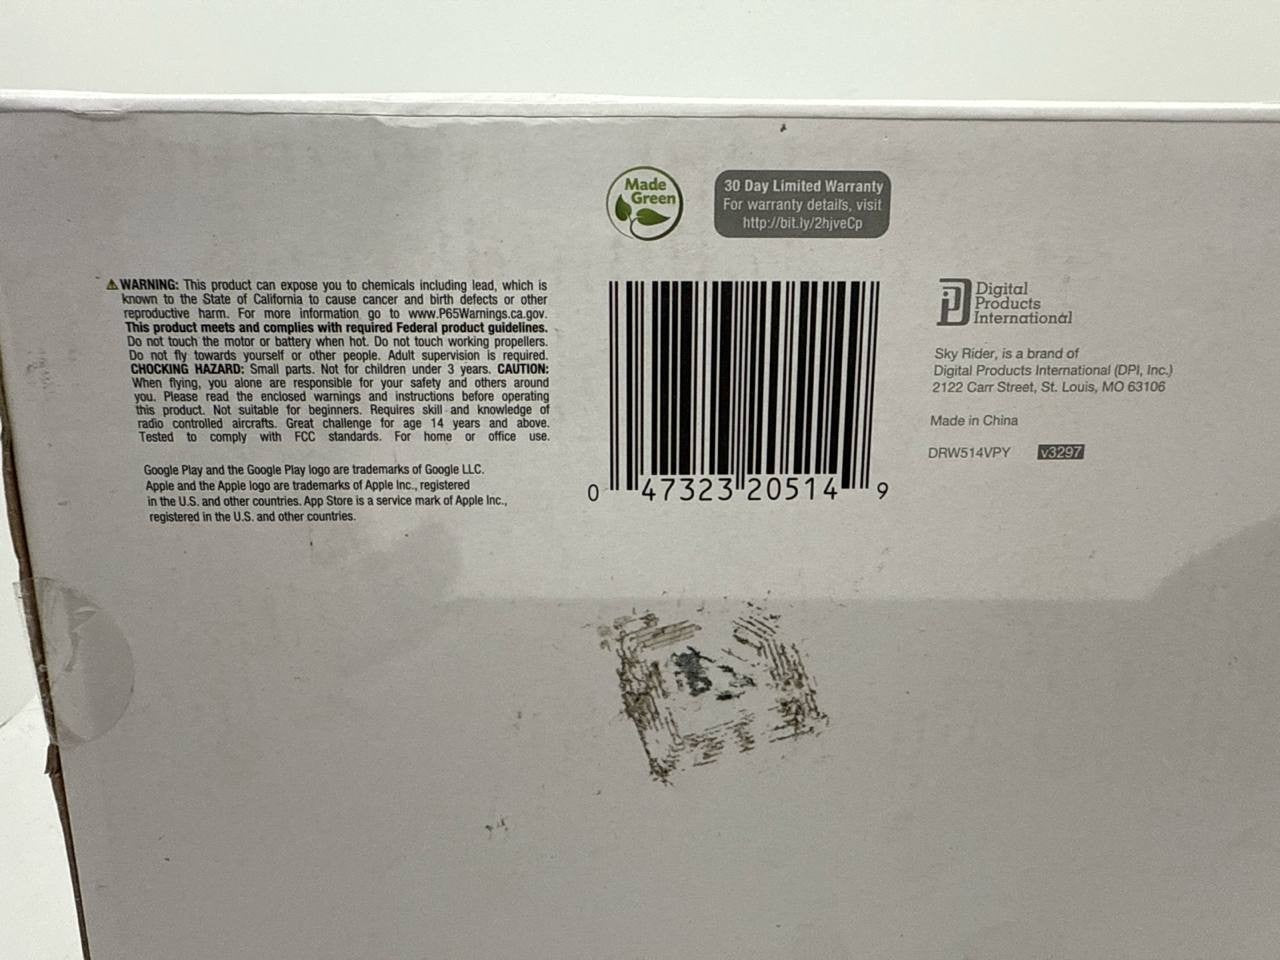 Made
Green
30 Day Limited Warranty
For warranty details, visit
http://bit.ly/2hjveCp
⚠ WARNING: This product can expose you to chemicals including lead, which is
known to the State of California to cause cancer and birth defects or other
reproductive harm. For more information go to www.P65Warnings.ca.gov.
This product meets and complies with required Federal product guidelines.
Do not touch the motor or battery when hot. Do not touch working propellers.
Do not fly towards yourself or other people. Adult supervision is required.
CHOCKING HAZARD: Small parts. Not for children under 3 years. CAUTION:
When flying, you alone are responsible for your safety and others around
you. Please read the enclosed warnings and instructions before operating
this product. Not suitable for beginners. Requires skill and knowledge of
radio controlled aircrafts. Great challenge for age 14 years and above.
Tested to comply with FCC standards. For home or office use.
Google Play and the Google Play logo are trademarks of Google LLC.
Apple and the Apple logo are trademarks of Apple Inc., registered
in the U.S. and other countries. App Store is a service mark of Apple Inc.,
registered in the U.S. and other countries.
0 47323 20514 9
Digital
Products
International
Sky Rider, is a brand of
Digital Products International (DPI, Inc.)
2122 Carr Street, St. Louis, MO 63106
Made in China
DRW514VPY v3297